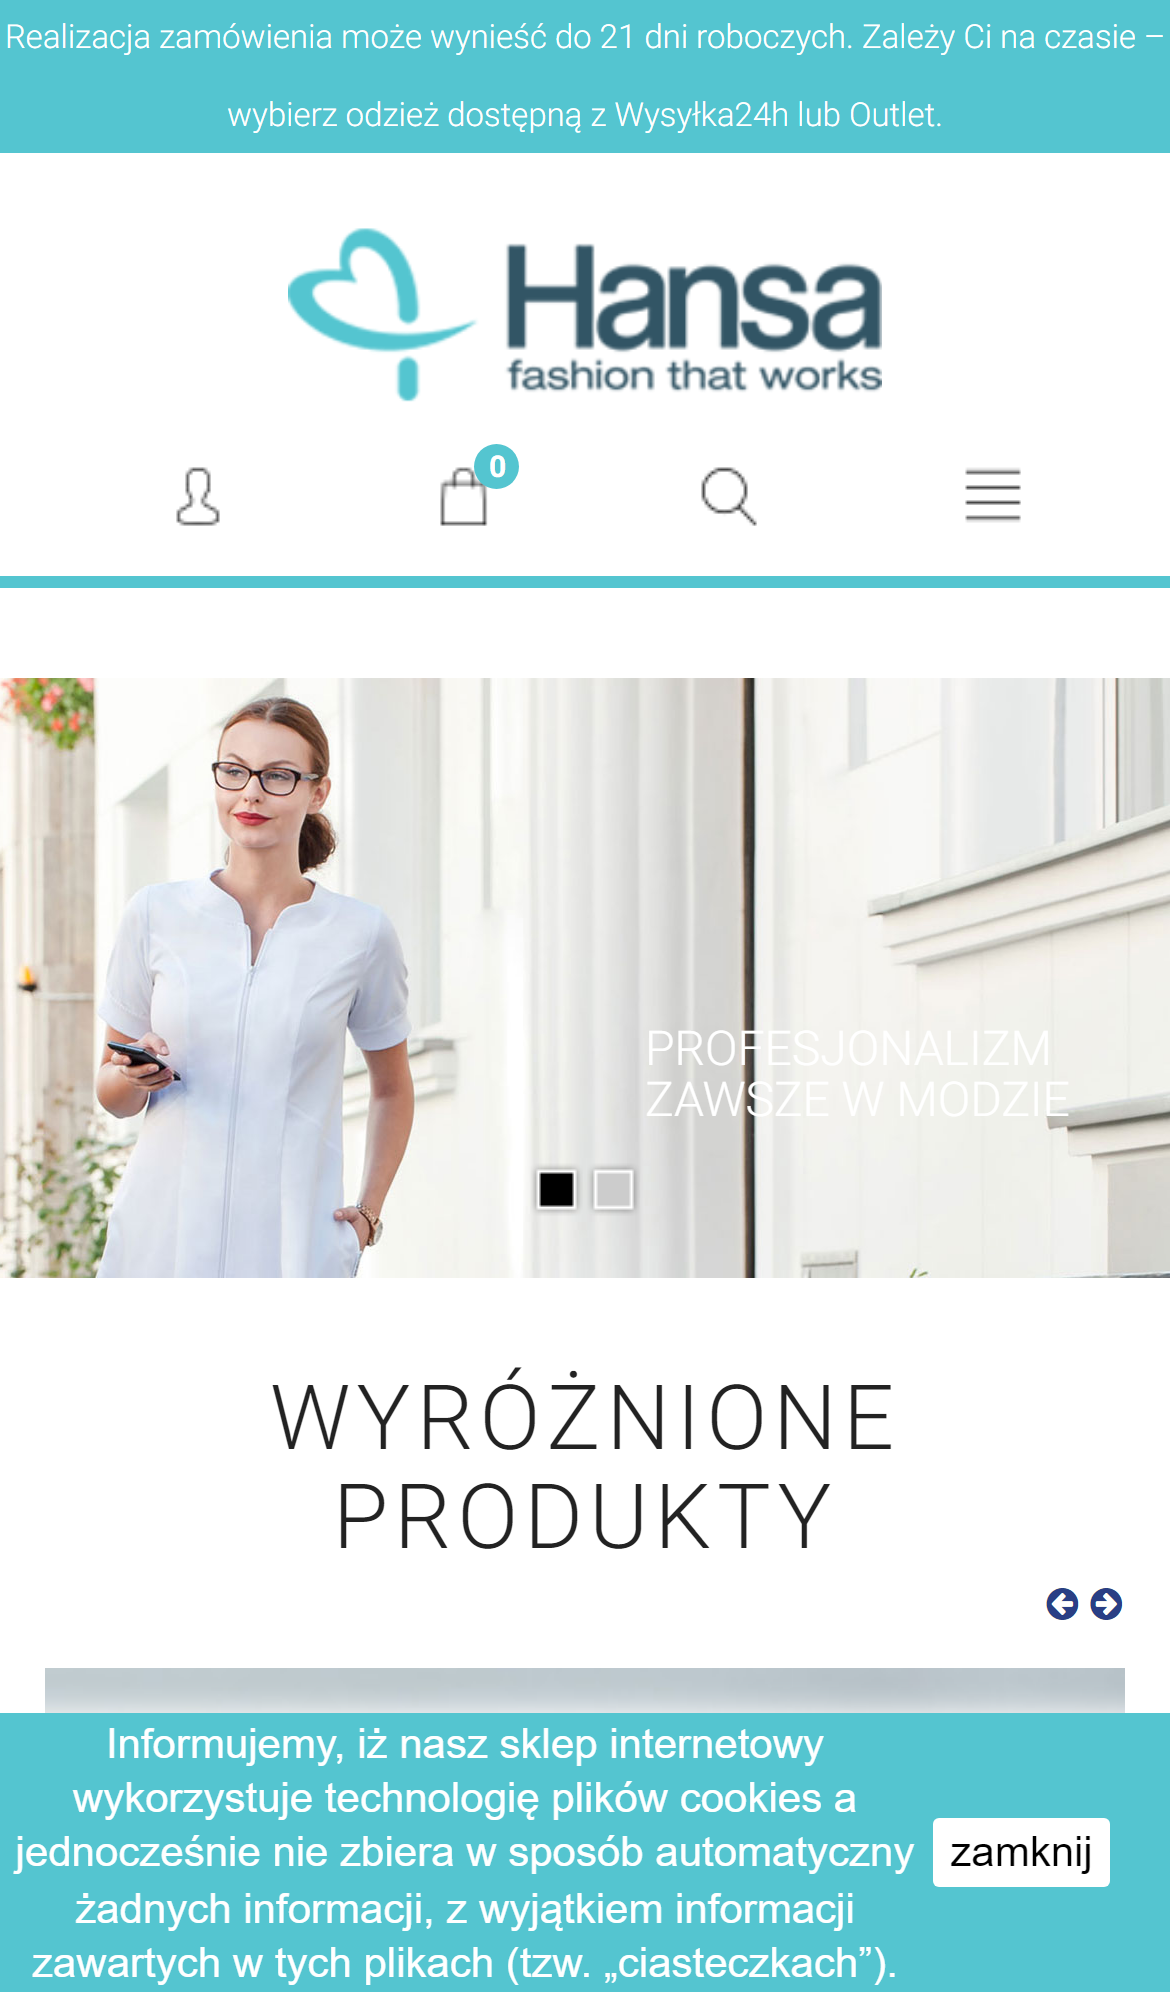 Realizacja zamówienia może wynieść do 21 dni roboczych. Zależy Ci na czasie –
wybierz odzież dostępną z Wysyłka24h lub Outlet.
Hansa
fashion that works
0
PROFESJONALIZM
ZAWSZE W MODZIE
WYRÓŻNIONE
PRODUKTY
Informujemy, iż nasz sklep internetowy
wykorzystuje technologię plików cookies a
jednocześnie nie zbiera w sposób automatyczny
żadnych informacji, z wyjątkiem informacji
zawartych w tych plikach (tzw. „ciasteczkach”).
zamknij